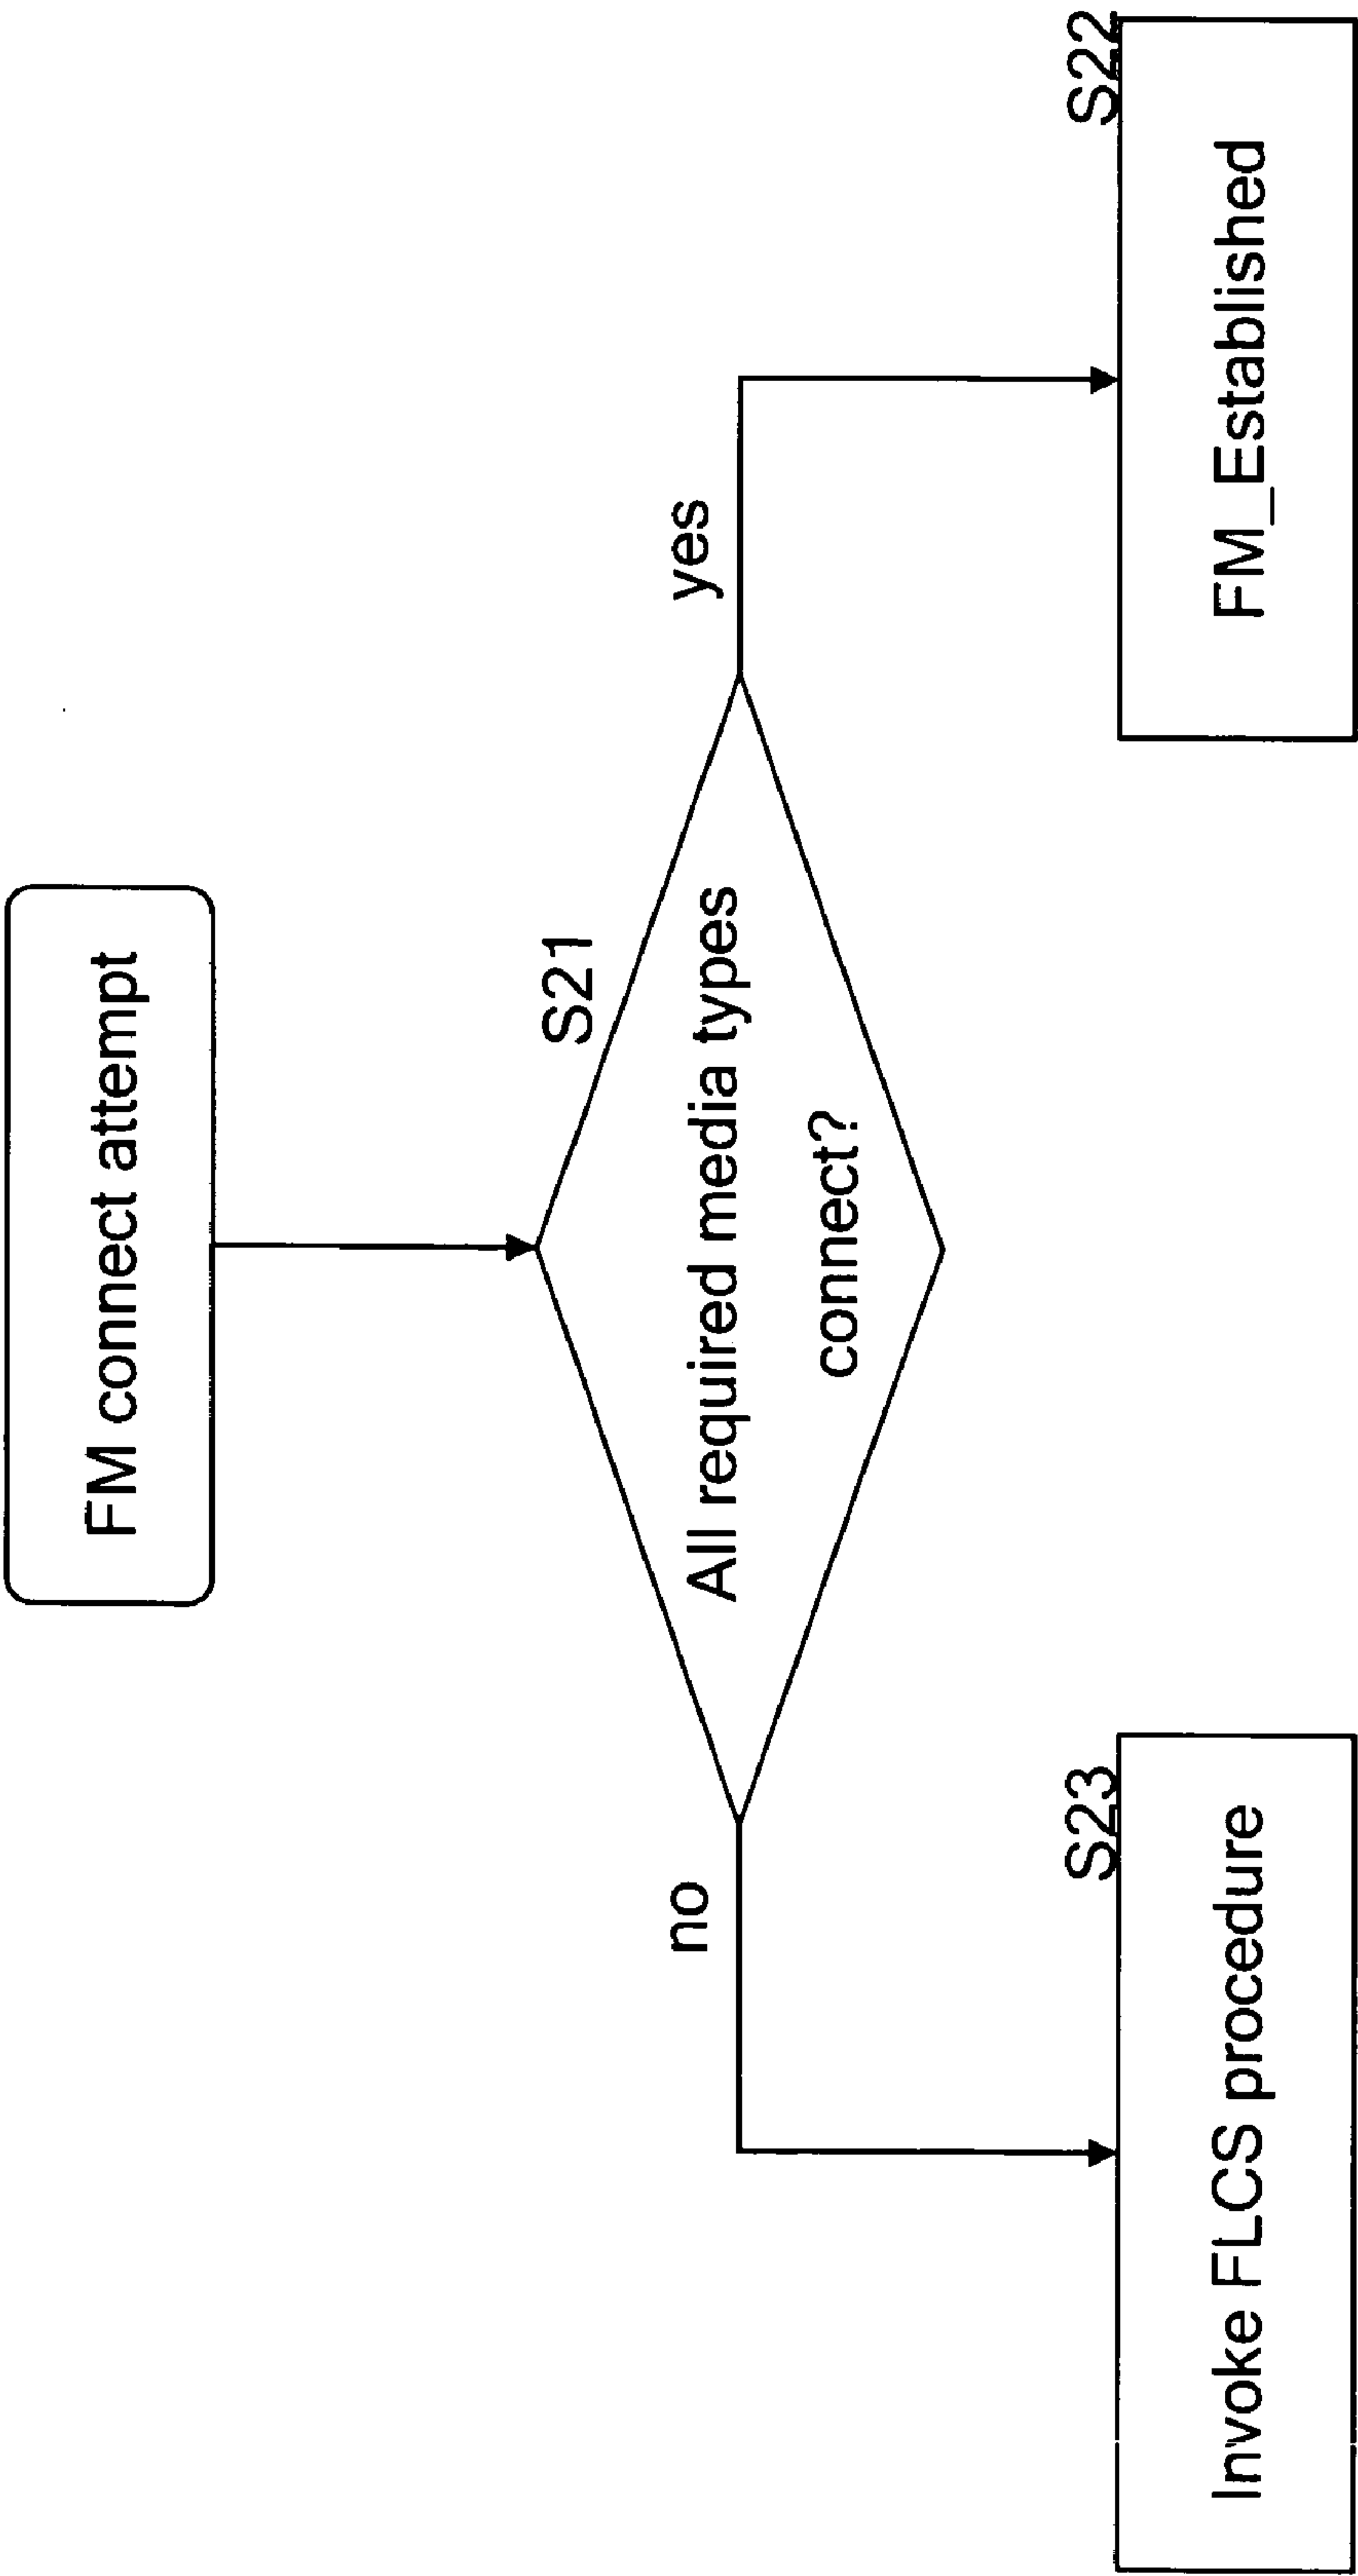 FM connect attempt
S21
All required media types
connect?
no
yes
S23
Invoke FLCS procedure
S22
FM_Established